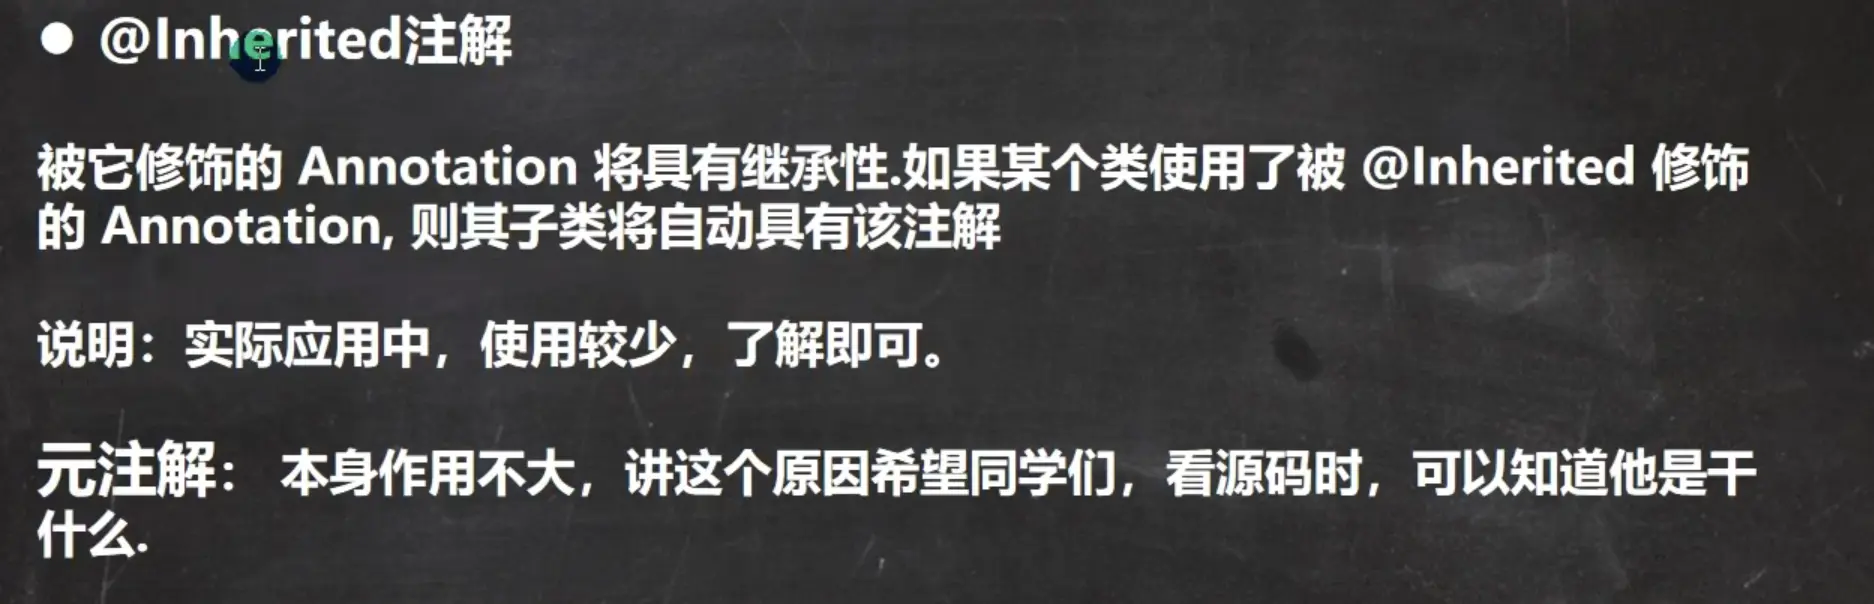 ● @Inherited注解
被它修饰的 Annotation 将具有继承性.如果某个类使用了被 @Inherited 修饰
的 Annotation, 则其子类将自动具有该注解
说明：实际应用中，使用较少，了解即可。
元注解： 本身作用不大，讲这个原因希望同学们，看源码时，可以知道他是干
什么.